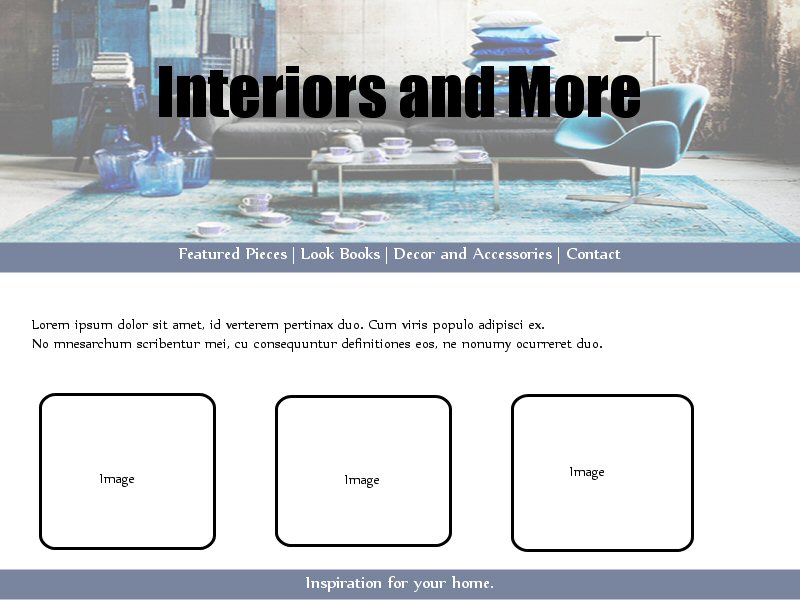 Interiors and More
Featured Pieces | Look Books | Decor and Accessories | Contact
Lorem ipsum dolor sit amet, id verterem pertinax duo. Cum viris populo adipisci ex.
No mnesarchum scribentur mei, cu consequuntur definitiones eos, ne nonumy ocurreret duo.
Image
Image
Image
Inspiration for your home.